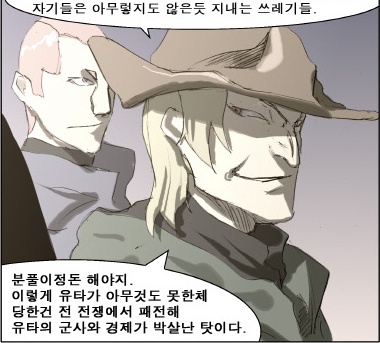 자기들은 아무렇지도 않은듯 지내는 쓰레기들.
분풀이정돈 해야지.
이렇게 유타가 아무것도 못한체
당한건 전 전쟁에서 패전해
유타의 군사와 경제가 박살난 탓이다.